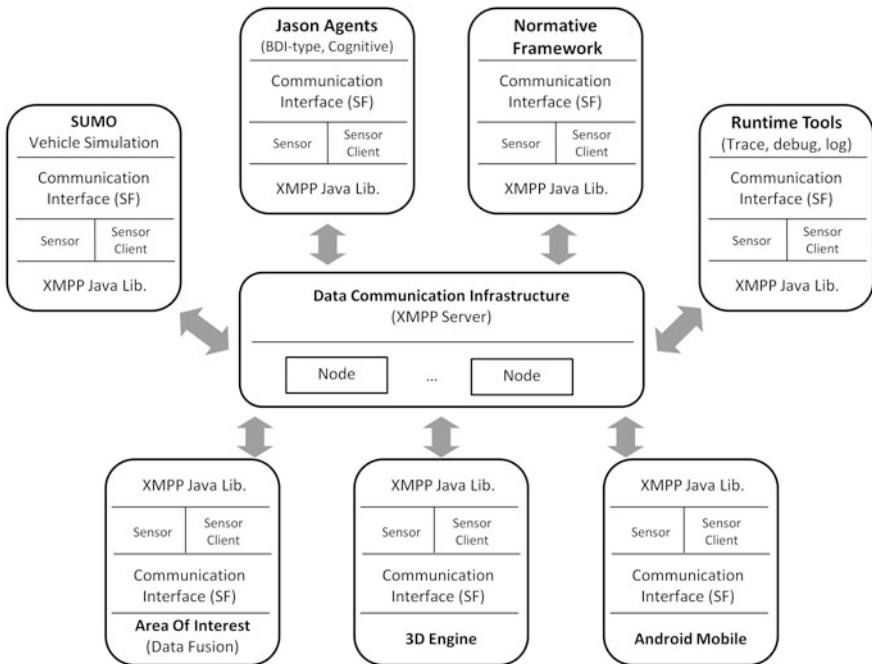 Jason Agents
(BDI-type, Cognitive)
Communication
Interface (SF)
Sensor
Sensor
Client
XMPP Java Lib.
Normative
Framework
Communication
Interface (SF)
Sensor
Sensor
Client
XMPP Java Lib.
SUMO
Vehicle Simulation
Communication
Interface (SF)
Sensor
Sensor
Client
XMPP Java Lib.
Runtime Tools
(Trace, debug, log)
Communication
Interface (SF)
Sensor
Sensor
Client
XMPP Java Lib.
Data Communication Infrastructure
(XMPP Server)
Node
...
Node
XMPP Java Lib.
Sensor
Sensor
Client
Communication
Interface (SF)
Area Of Interest
(Data Fusion)
XMPP Java Lib.
Sensor
Sensor
Client
Communication
Interface (SF)
3D Engine
XMPP Java Lib.
Sensor
Sensor
Client
Communication
Interface (SF)
Android Mobile